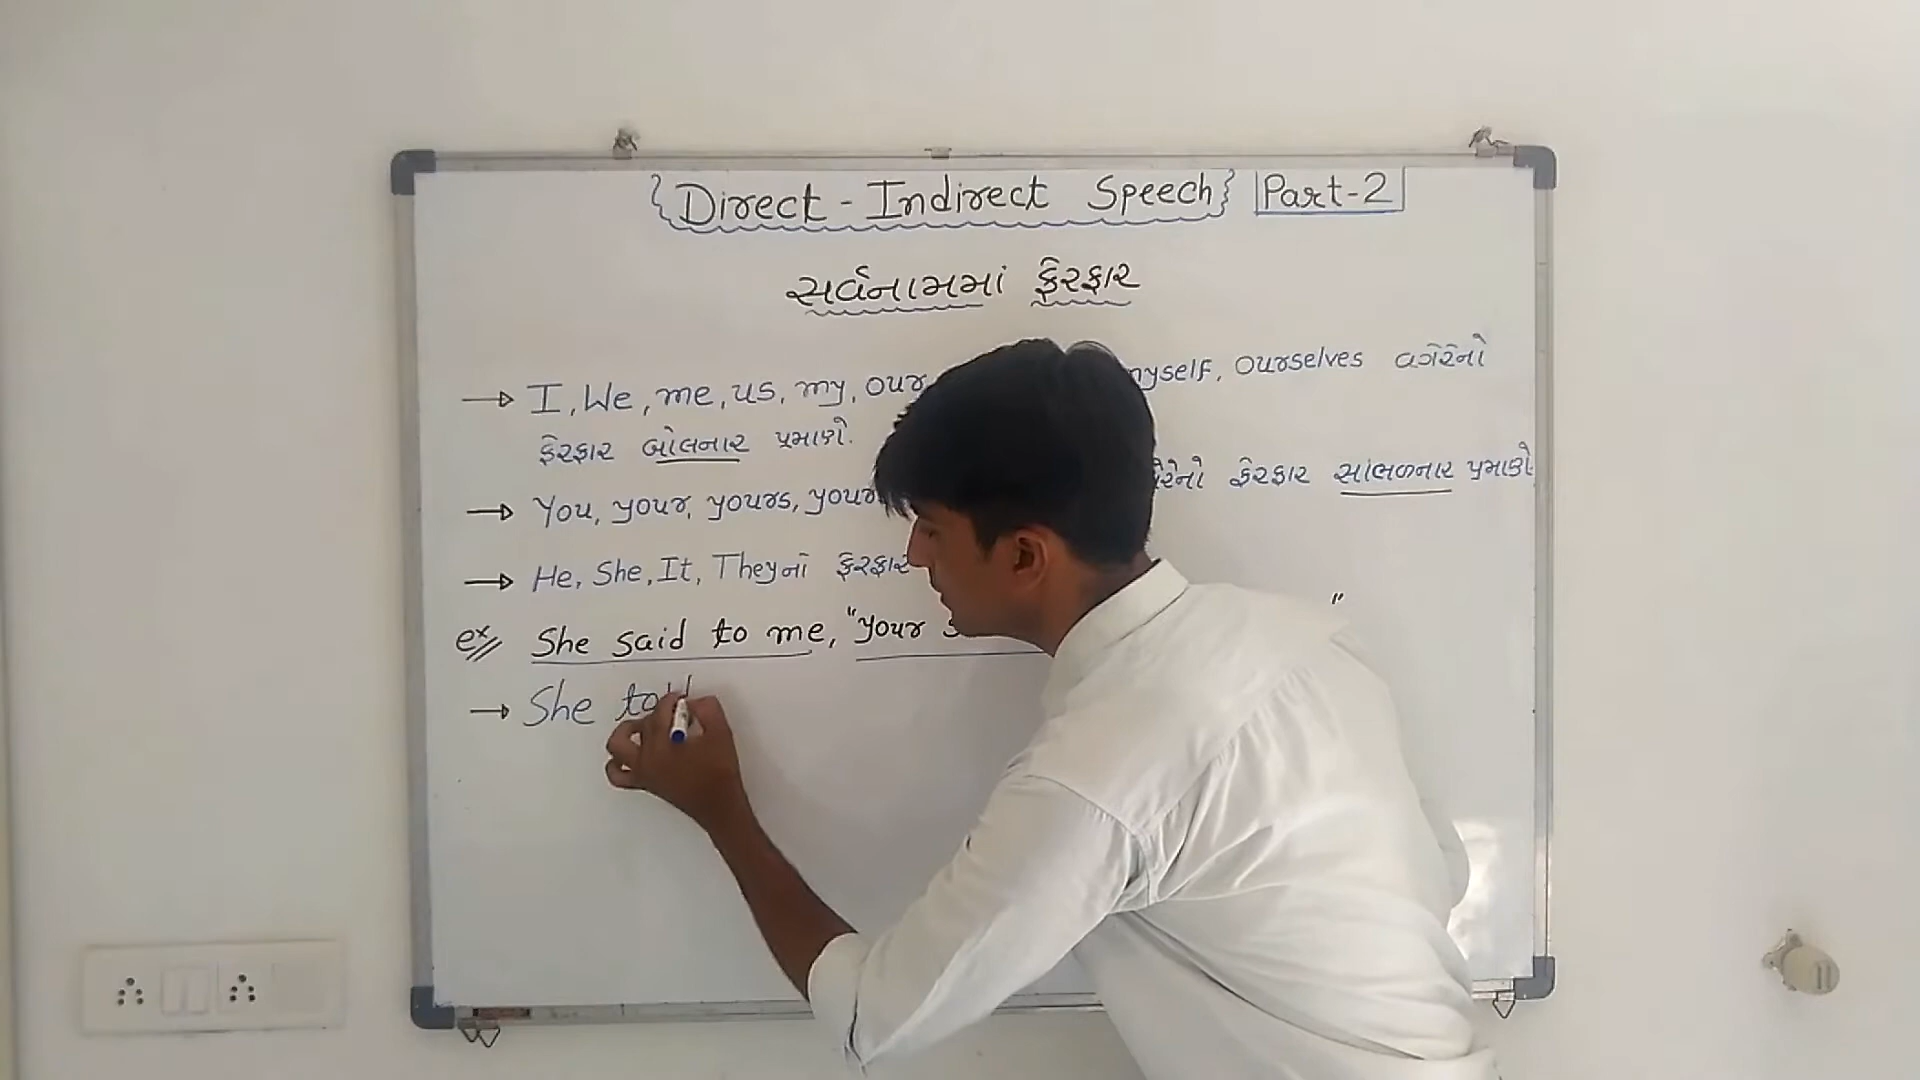 Direct - Indirect Speech Part-2
સર્વનામમાં ફેરફાર
→ I, We, me, us, my, our myself, ourselves વગેરેનો
ફેરફાર બોલનાર પ્રમાણે.
→ You, your, yours, ફેરફાર સાંભળનાર પ્રમાણે.
→ He, She, It, Theyનો ફેરફાર
ex She said to me, "your "
→ She told